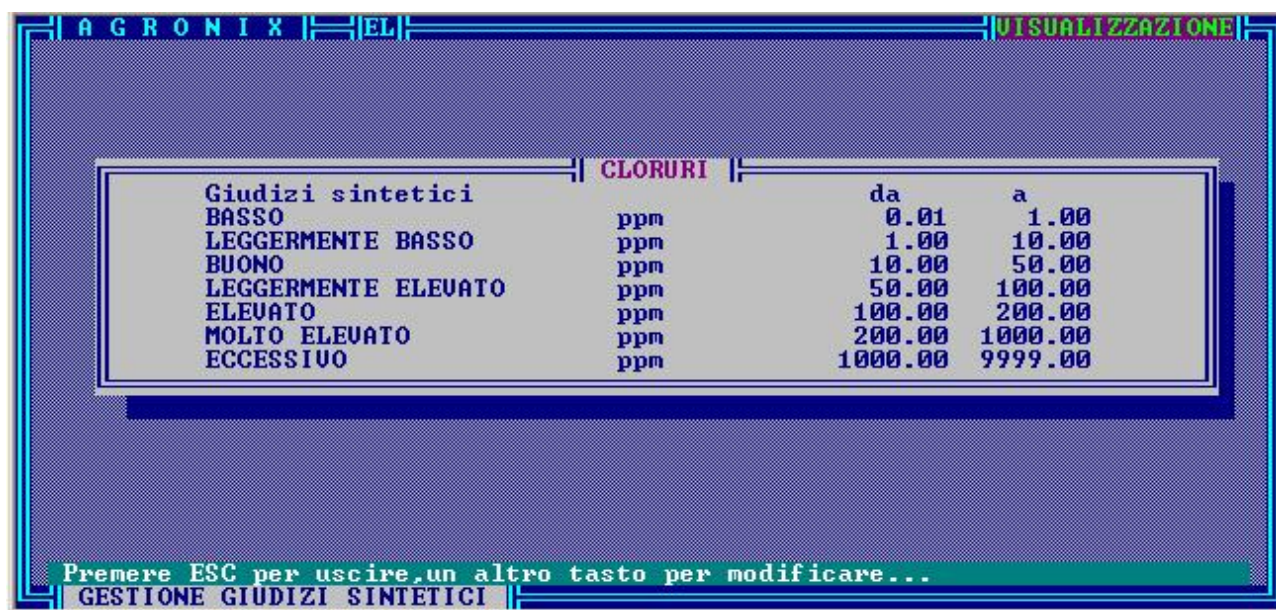 A G R O N I X EL VISUALIZZAZIONE
CLORURI
Giudizi sintetici da a
BASSO ppm 0.01 1.00
LEGGERMENTE BASSO ppm 1.00 10.00
BUONO ppm 10.00 50.00
LEGGERMENTE ELEVATO ppm 50.00 100.00
ELEVATO ppm 100.00 200.00
MOLTO ELEVATO ppm 200.00 1000.00
ECCESSIVO ppm 1000.00 9999.00
Premere ESC per uscire,un altro tasto per modificare...
GESTIONE GIUDIZI SINTETICI